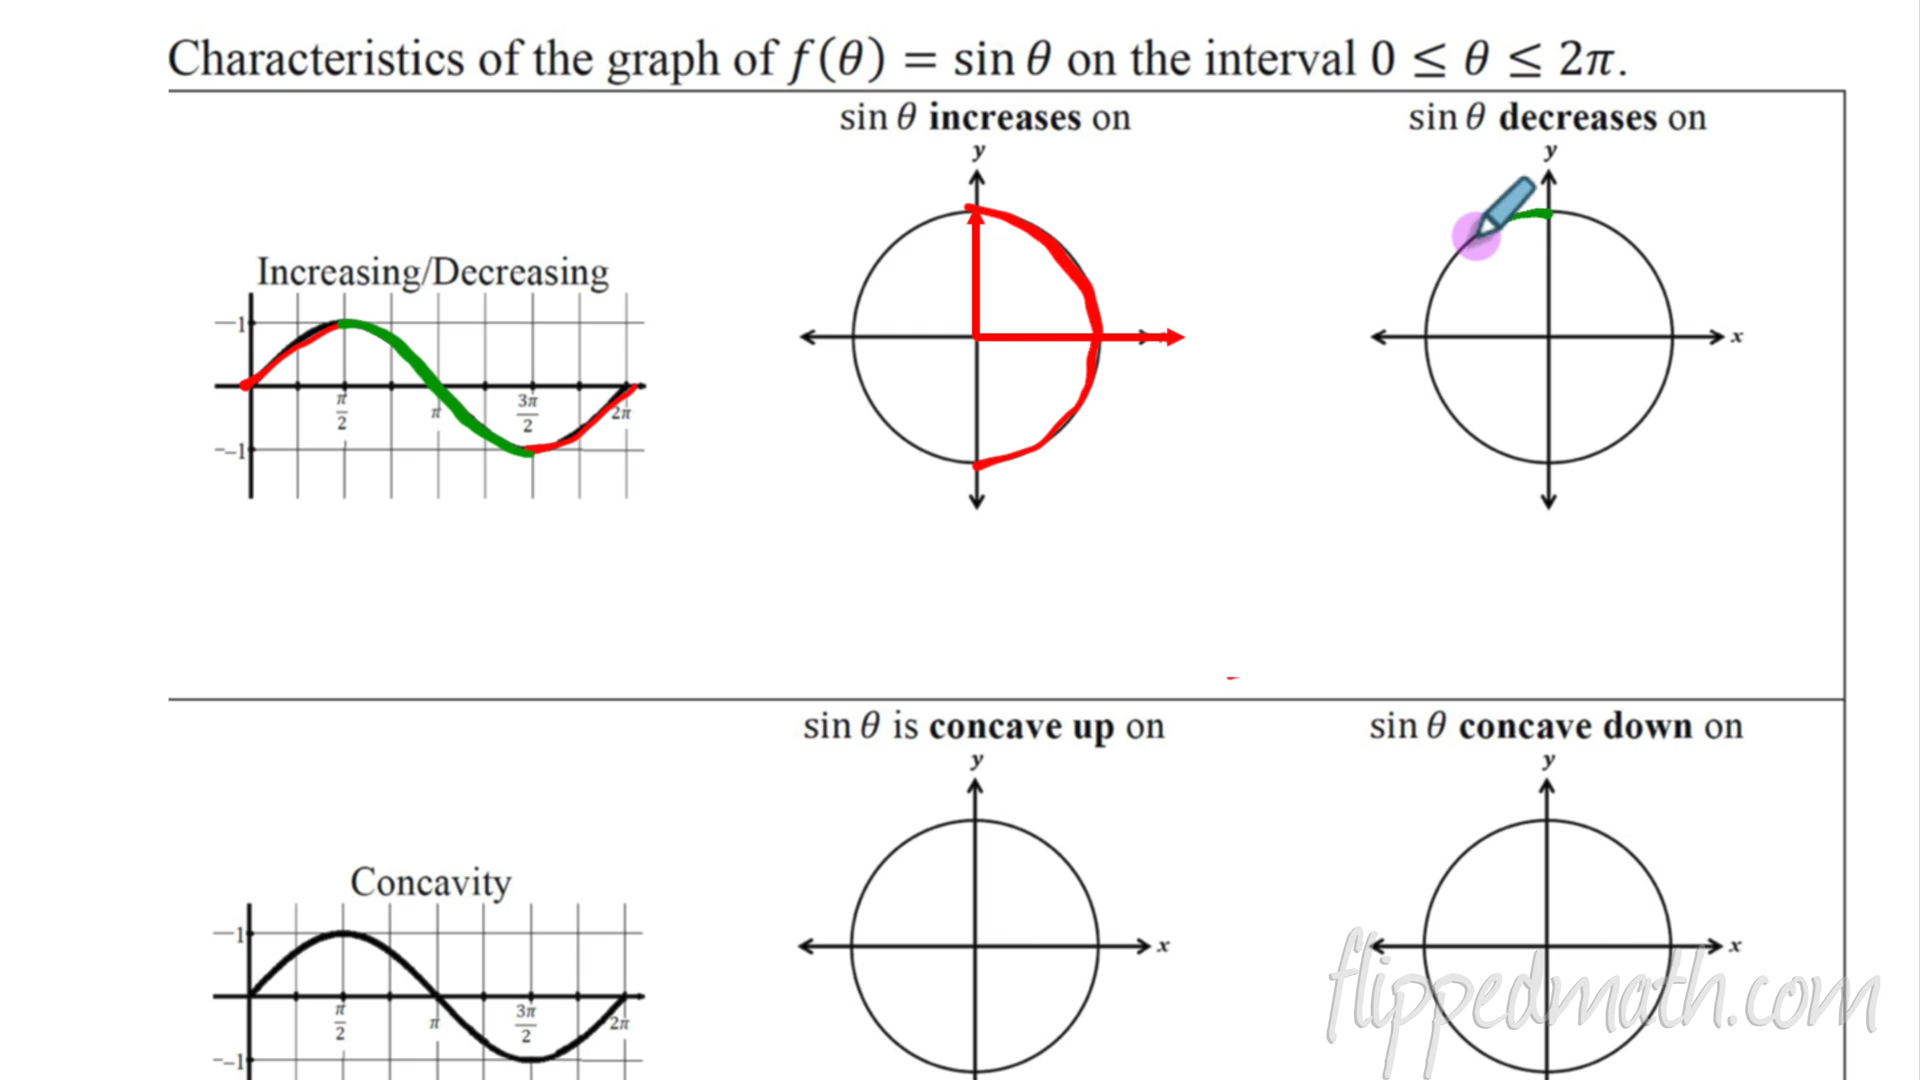 Characteristics of the graph of f(θ) = sin θ on the interval 0 ≤ θ ≤ 2π.
sin θ increases on
sin θ decreases on
y
y
Increasing/Decreasing
1
x
π/2
π
3π/2
2π
−1
sin θ is concave up on
sin θ concave down on
y
y
Concavity
1
x
x
π/2
π
3π/2
2π
−1
flippedmath.com